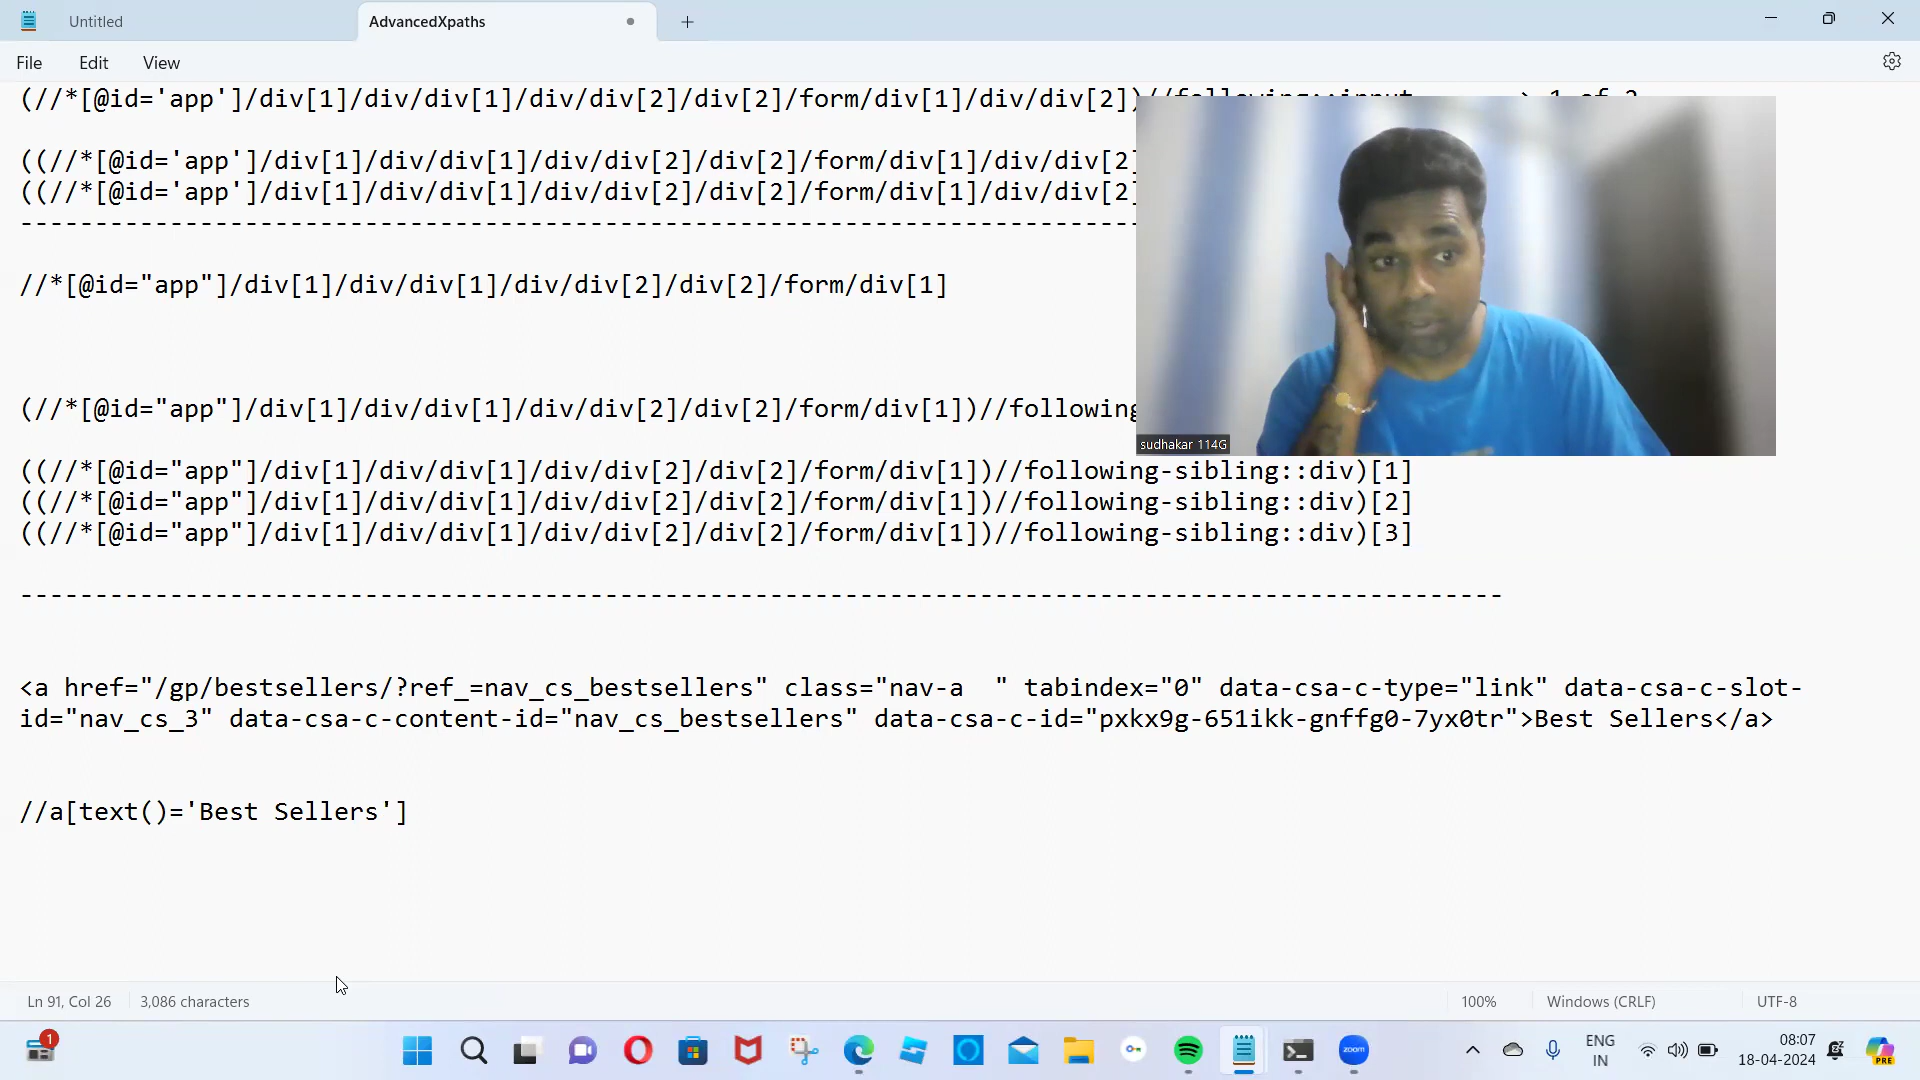 Untitled
AdvancedXpaths
File Edit View
(//*[@id='app']/div[1]/div/div[1]/div/div[2]/div[2]/form/div[1]/div/div[2])//following::input
((//*[@id='app']/div[1]/div/div[1]/div/div[2]/div[2]/form/div[1]/div/div[2]
((//*[@id='app']/div[1]/div/div[1]/div/div[2]/div[2]/form/div[1]/div/div[2]
---------------------------------------------------------------------------
//*[@id="app"]/div[1]/div/div[1]/div/div[2]/div[2]/form/div[1]
(//*[@id="app"]/div[1]/div/div[1]/div/div[2]/div[2]/form/div[1])//following
sudhakar 114G
((//*[@id="app"]/div[1]/div/div[1]/div/div[2]/div[2]/form/div[1])//following-sibling::div)[1]
((//*[@id="app"]/div[1]/div/div[1]/div/div[2]/div[2]/form/div[1])//following-sibling::div)[2]
((//*[@id="app"]/div[1]/div/div[1]/div/div[2]/div[2]/form/div[1])//following-sibling::div)[3]
---------------------------------------------------------------------------------------------------
<a href="/gp/bestsellers/?ref_=nav_cs_bestsellers" class="nav-a  " tabindex="0" data-csa-c-type="link" data-csa-c-slot-
id="nav_cs_3" data-csa-c-content-id="nav_cs_bestsellers" data-csa-c-id="pxkx9g-651ikk-gnffg0-7yx0tr">Best Sellers</a>
//a[text()='Best Sellers']
Ln 91, Col 26 3,086 characters 100% Windows (CRLF) UTF-8
1
zoom
ENG
IN
08:07
18-04-2024
PRE